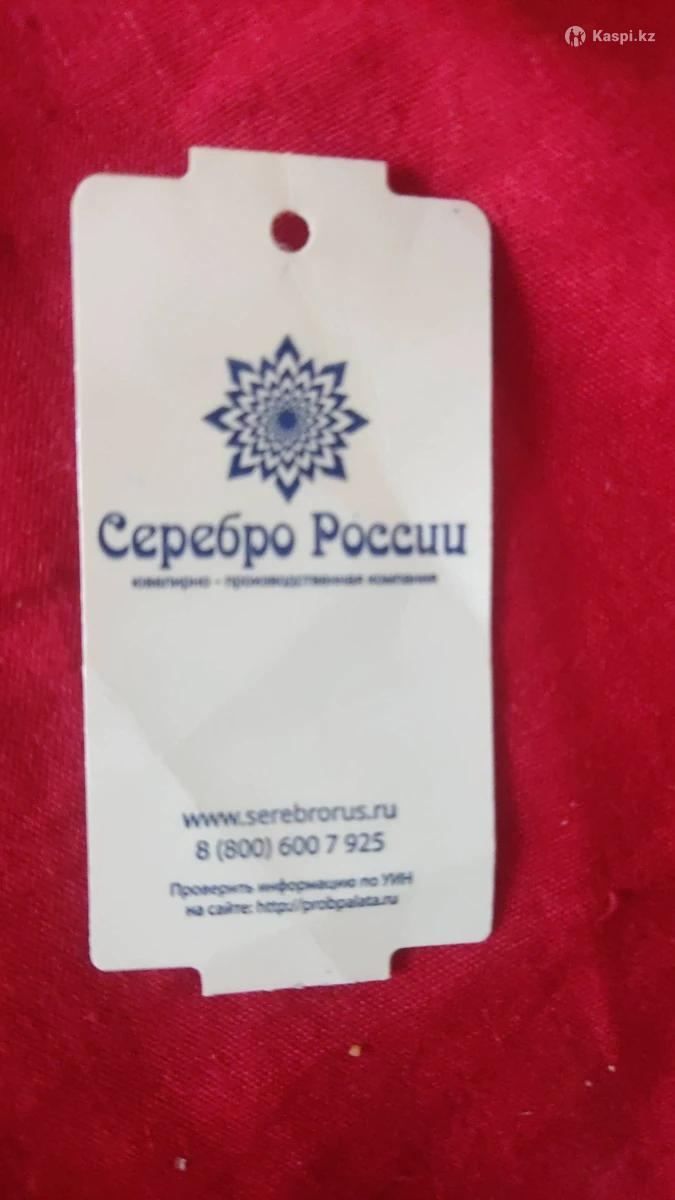 Kaspi.kz
Серебро России
ювелирно - производственная компания
www.serebrorus.ru
8 (800) 600 7 925
Проверить информацию по УИН
на сайте: http://probpalata.ru